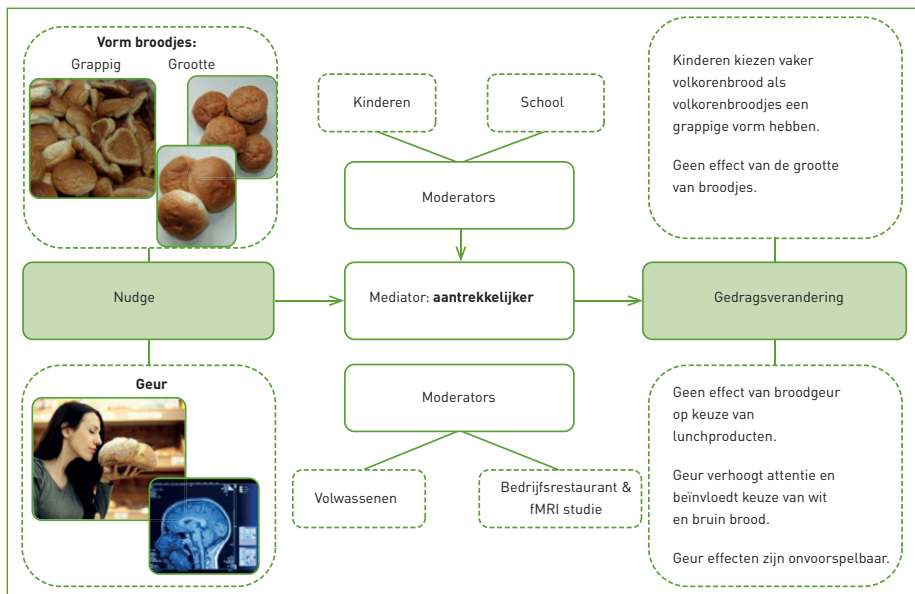 Vorm broodjes:
Grappig
Grootte
Kinderen
School
Moderators
Kinderen kiezen vaker
volkorenbrood als
volkorenbroodjes een
grappige vorm hebben.
Geen effect van de grootte
van broodjes.
Nudge
Mediator: aantrekkelijker
Gedragsverandering
Geur
Moderators
Volwassenen
Bedrijfsrestaurant &
fMRI studie
Geen effect van broodgeur
op keuze van
lunchproducten.
Geur verhoogt attentie en
beïnvloedt keuze van wit
en bruin brood.
Geur effecten zijn onvoorspelbaar.